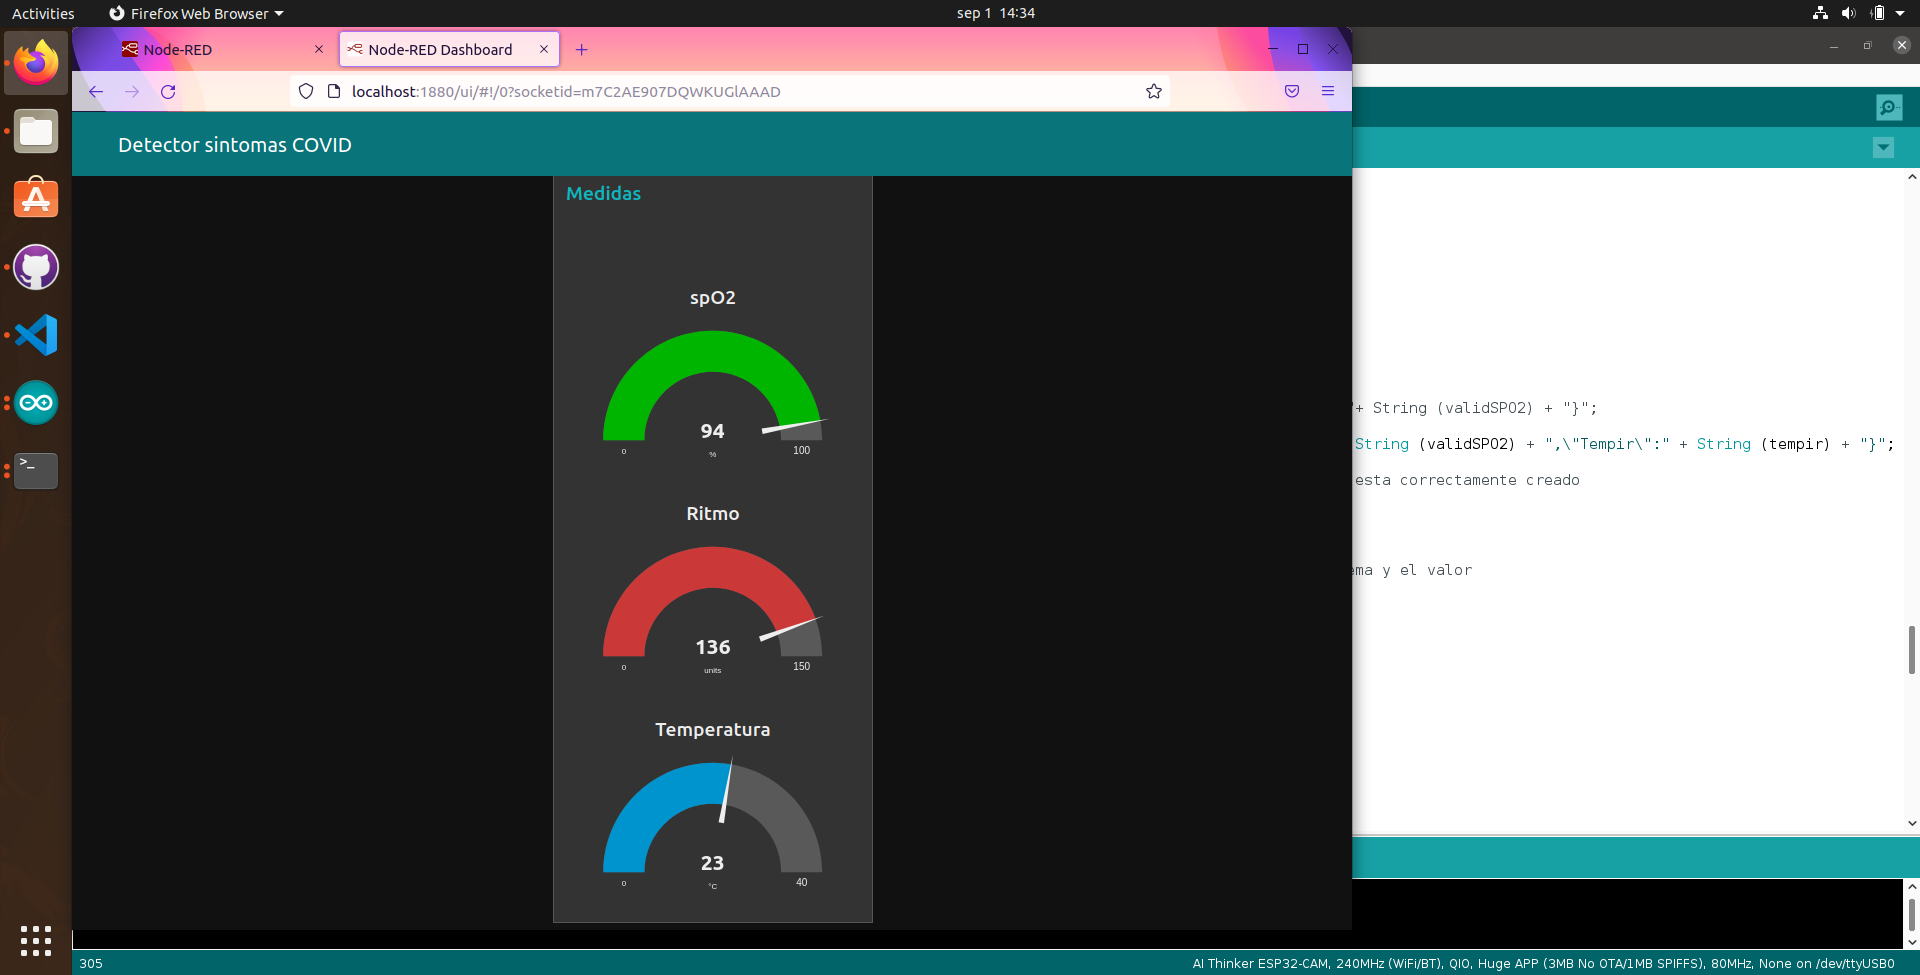 Activities
Firefox Web Browser
sep 1 14:34
Node-RED
Node-RED Dashboard
localhost:1880/ui/#!/0?socketid=m7C2AE907DQWKUGlAAAD
Detector sintomas COVID
Medidas
spO2
94
%
0
100
Ritmo
136
units
0
150
Temperatura
23
°C
0
40
"+ String (validSPO2) + "}";
String (validSPO2) + ",\"Tempir\":" + String (tempir) + "}";
esta correctamente creado
ema y el valor
>_
305
AI Thinker ESP32-CAM, 240MHz (WiFi/BT), QIO, Huge APP (3MB No OTA/1MB SPIFFS), 80MHz, None on /dev/ttyUSB0